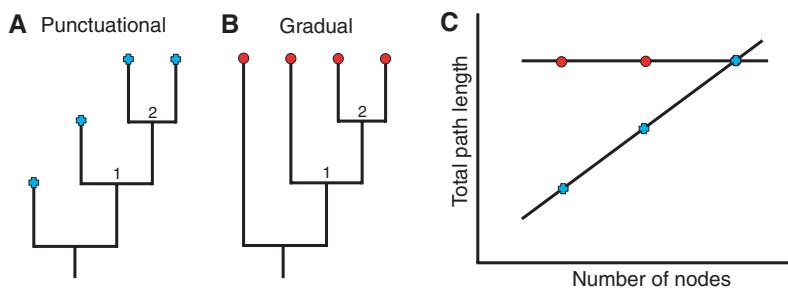 A Punctuational
2
1
B Gradual
2
1
C
Total path length
Number of nodes